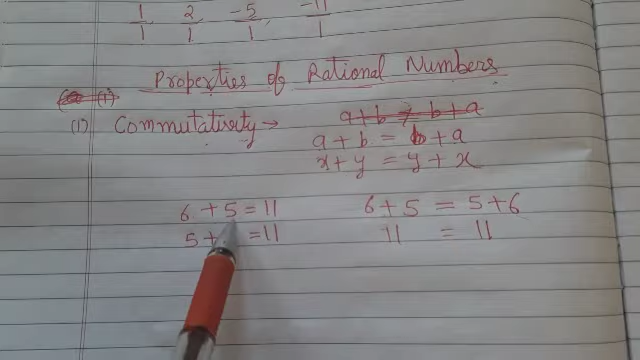 1/1, 2/1, -5/1, -11/1
Properties of Rational Numbers
(1) Commutativity →
a + b = b + a
x + y = y + x
6 + 5 = 11 6 + 5 = 5 + 6
5 + = 11 11 = 11